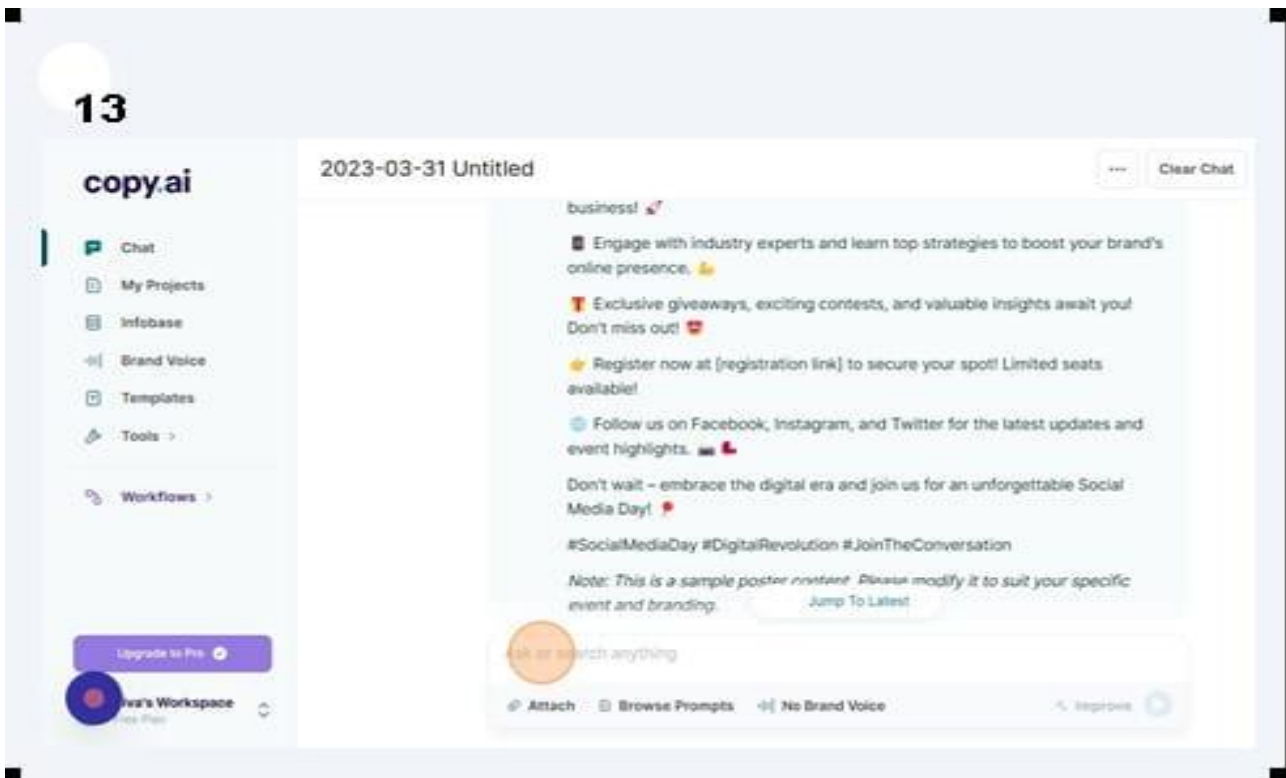 13
copy.ai
2023-03-31 Untitled
Clear Chat
Chat
My Projects
Infobase
Brand Voice
Templates
Tools >
Workflows >
business! 🚀
Engage with industry experts and learn top strategies to boost your brand's
online presence. 💪
Exclusive giveaways, exciting contests, and valuable insights await you!
Don't miss out! 😍
👉 Register now at [registration link] to secure your spot! Limited seats
available!
🌐 Follow us on Facebook, Instagram, and Twitter for the latest updates and
event highlights.
Don't wait – embrace the digital era and join us for an unforgettable Social
Media Day! 🎈
#SocialMediaDay #DigitalRevolution #JoinTheConversation
Note: This is a sample poster content. Please modify it to suit your specific
event and branding.
Jump To Latest
Ask or search anything
Attach
Browse Prompts
No Brand Voice
Improve
Upgrade to Pro
Workspace
Free Plan